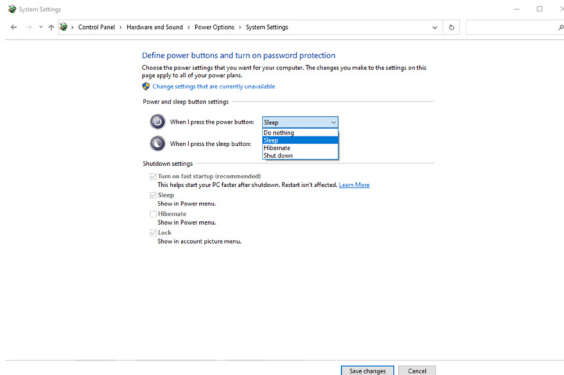 System Settings
Control Panel > Hardware and Sound > Power Options > System Settings
Define power buttons and turn on password protection
Choose the power settings that you want for your computer. The changes you make to the settings on this
page apply to all of your power plans.
Change settings that are currently unavailable
Power and sleep button settings
When I press the power button: Sleep
Do nothing
Sleep
When I press the sleep button:
Hibernate
Shut down
Shutdown settings
Turn on fast startup (recommended)
This helps start your PC faster after shutdown. Restart isn't affected. Learn More
Sleep
Show in Power menu.
Hibernate
Show in Power menu.
Lock
Show in account picture menu.
Save changes Cancel